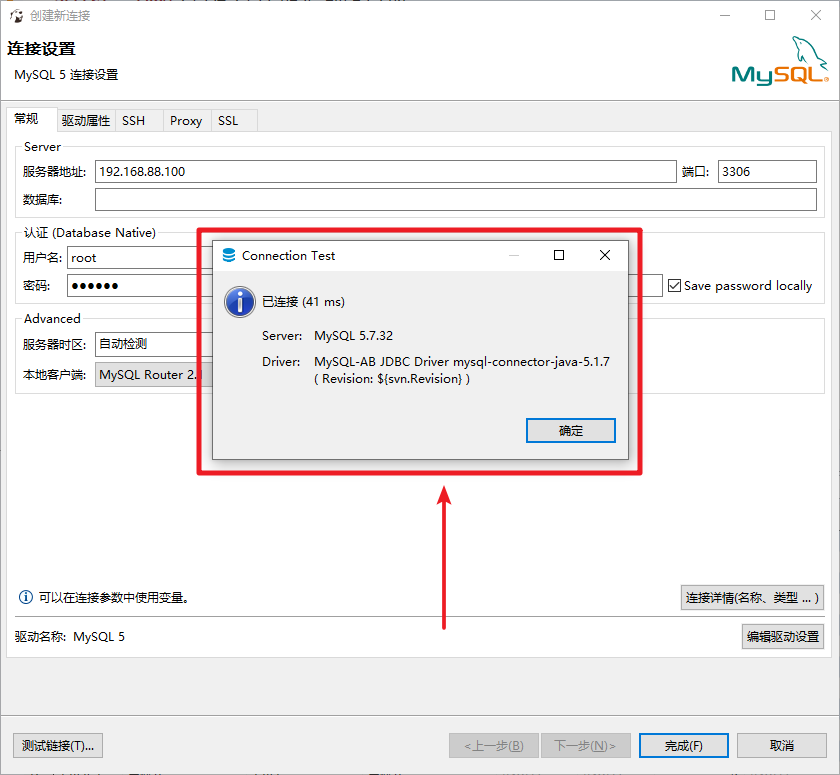 创建新连接
连接设置
MySQL 5 连接设置
MySQL®
常规 驱动属性 SSH Proxy SSL
Server
服务器地址: 192.168.88.100 端口: 3306
数据库:
认证 (Database Native)
用户名: root
密码: ●●●●●● Save password locally
Advanced
服务器时区: 自动检测
本地客户端: MySQL Router 2.
Connection Test
已连接 (41 ms)
Server: MySQL 5.7.32
Driver: MySQL-AB JDBC Driver mysql-connector-java-5.1.7
( Revision: ${svn.Revision} )
确定
可以在连接参数中使用变量。
连接详情(名称、类型 ... )
驱动名称: MySQL 5
编辑驱动设置
测试链接(T)... <上一步(B) 下一步(N)> 完成(F) 取消